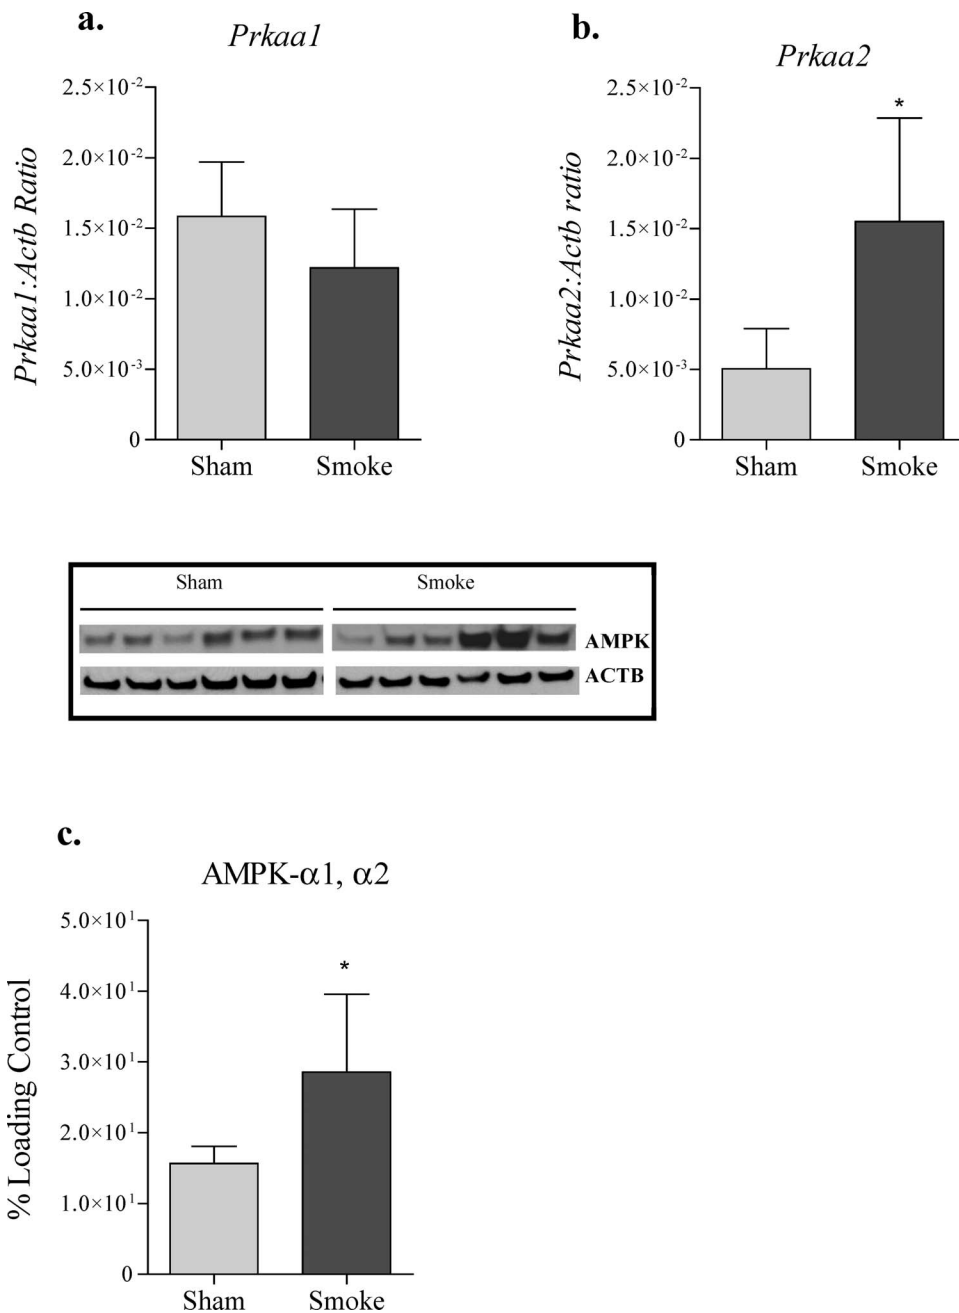 a.
Prkaa1
Prkaa1:Actb Ratio
2.5×10⁻²
2.0×10⁻²
1.5×10⁻²
1.0×10⁻²
5.0×10⁻³
0
Sham Smoke
b.
Prkaa2
Prkaa2:Actb ratio
2.5×10⁻²
2.0×10⁻²
1.5×10⁻²
1.0×10⁻²
5.0×10⁻³
0
*
Sham Smoke
Sham Smoke
AMPK
ACTB
c.
AMPK-α1, α2
% Loading Control
5.0×10¹
4.0×10¹
3.0×10¹
2.0×10¹
1.0×10¹
0
*
Sham Smoke